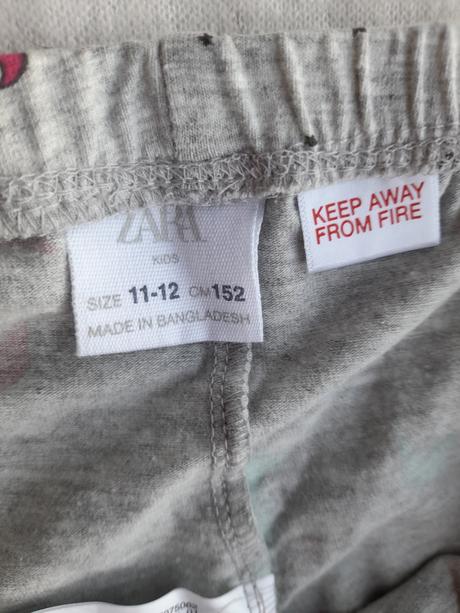 ZARA
KIDS
SIZE 11-12 CM 152
MADE IN BANGLADESH
KEEP AWAY
FROM FIRE